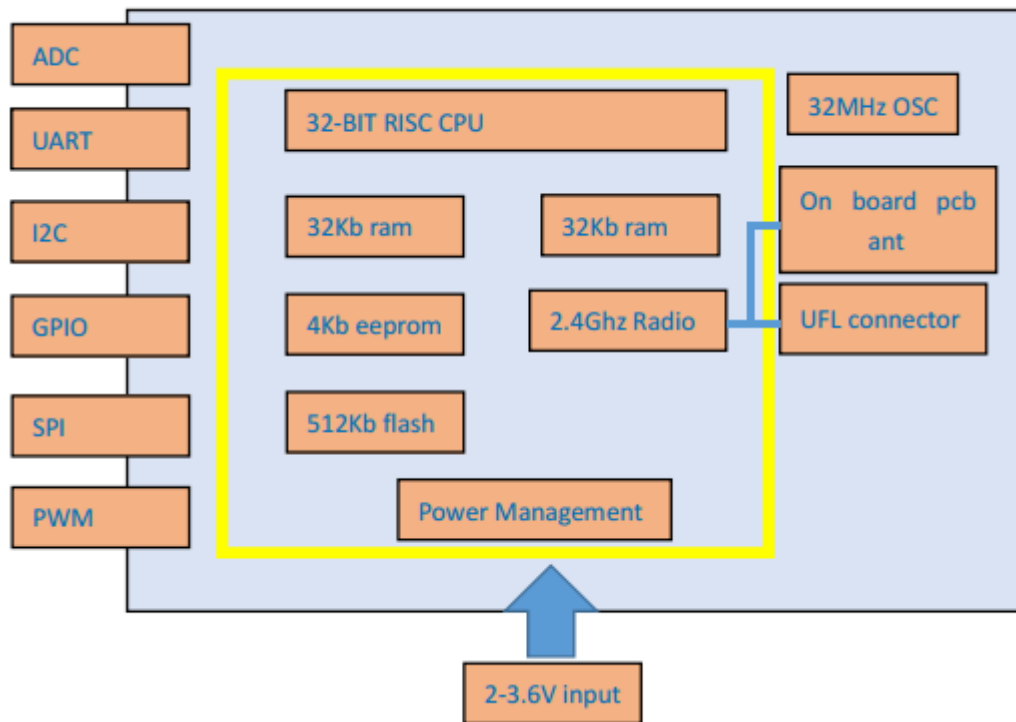 ADC
UART
I2C
GPIO
SPI
PWM
32-BIT RISC CPU
32Kb ram
32Kb ram
4Kb eeprom
2.4Ghz Radio
512Kb flash
Power Management
32MHz OSC
On board pcb
ant
UFL connector
2-3.6V input